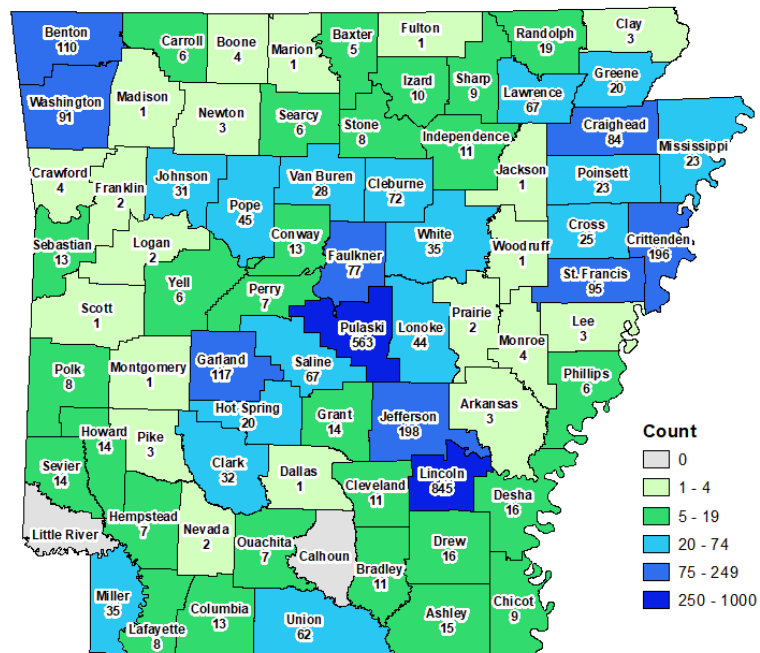 Benton
110
Carroll
6
Boone
4
Marion
1
Baxter
5
Fulton
1
Randolph
19
Clay
3
Washington
91
Madison
1
Newton
3
Searcy
6
Stone
8
Izard
10
Sharp
9
Lawrence
67
Greene
20
Independence
11
Craighead
84
Mississippi
23
Crawford
4
Franklin
2
Johnson
31
Pope
45
Van Buren
28
Cleburne
72
Jackson
1
Poinsett
23
Sebastian
13
Logan
2
Conway
13
Faulkner
77
White
35
Woodruff
1
Cross
25
Crittenden
196
Yell
6
Perry
7
St. Francis
95
Scott
1
Pulaski
563
Lonoke
44
Prairie
2
Monroe
4
Lee
3
Polk
8
Montgomery
1
Garland
117
Saline
67
Phillips
6
Hot Spring
20
Grant
14
Jefferson
198
Arkansas
3
Howard
14
Pike
3
Sevier
14
Clark
32
Dallas
1
Cleveland
11
Lincoln
845
Desha
16
Little River
Hempstead
7
Nevada
2
Ouachita
7
Calhoun
Bradley
11
Drew
16
Miller
35
Lafayette
8
Columbia
13
Union
62
Ashley
15
Chicot
9
Count
0
1 - 4
5 - 19
20 - 74
75 - 249
250 - 1000